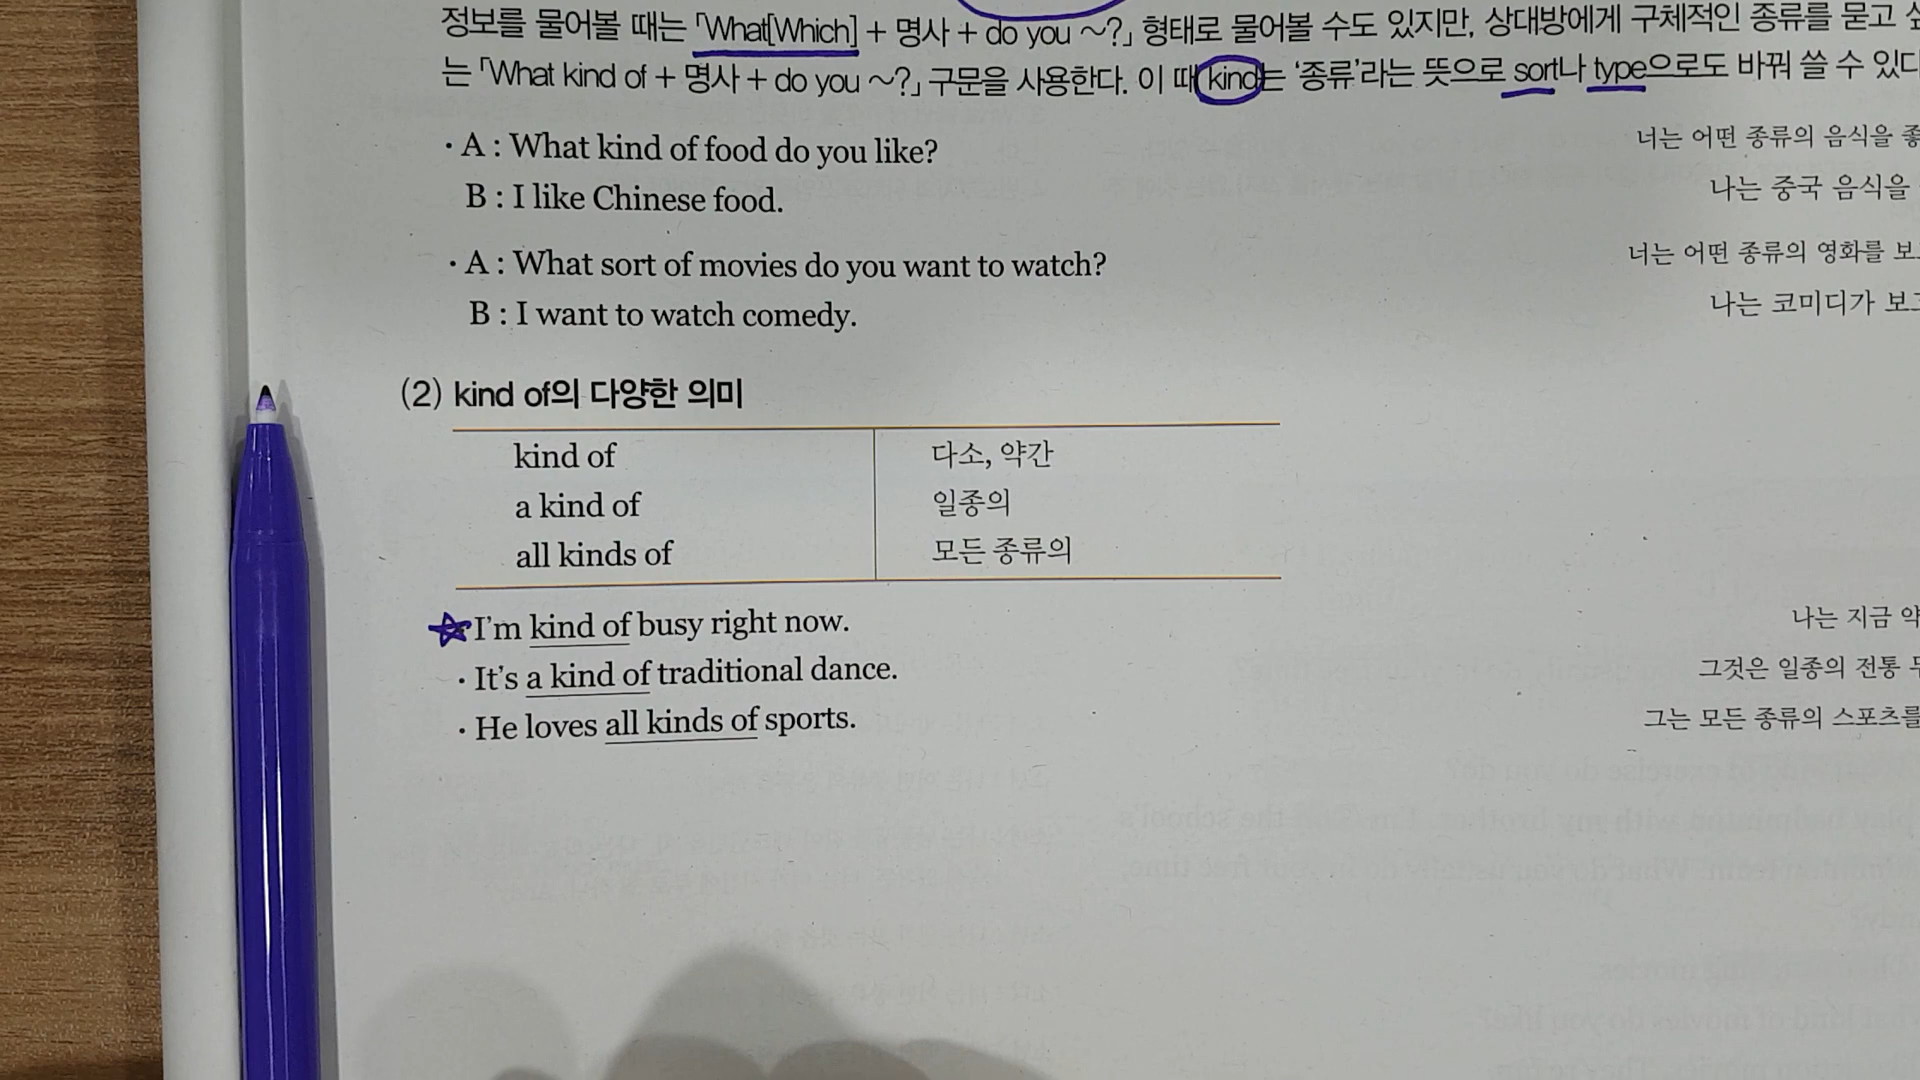 정보를 물어볼 때는 「What[Which] + 명사 + do you ~?」 형태로 물어볼 수도 있지만, 상대방에게 구체적인 종류를 묻고
는 「What kind of + 명사 + do you ~?」 구문을 사용한다. 이 때 kind는 ‘종류’라는 뜻으로 sort나 type으로도 바꿔 쓸 수 있다
· A : What kind of food do you like? 너는 어떤 종류의 음식을
B : I like Chinese food. 나는 중국 음식을
· A : What sort of movies do you want to watch? 너는 어떤 종류의 영화를
B : I want to watch comedy. 나는 코미디가
(2) kind of의 다양한 의미
kind of 다소, 약간
a kind of 일종의
all kinds of 모든 종류의
I’m kind of busy right now. 나는 지금
· It’s a kind of traditional dance. 그것은 일종의 전통
· He loves all kinds of sports. 그는 모든 종류의 스포츠를